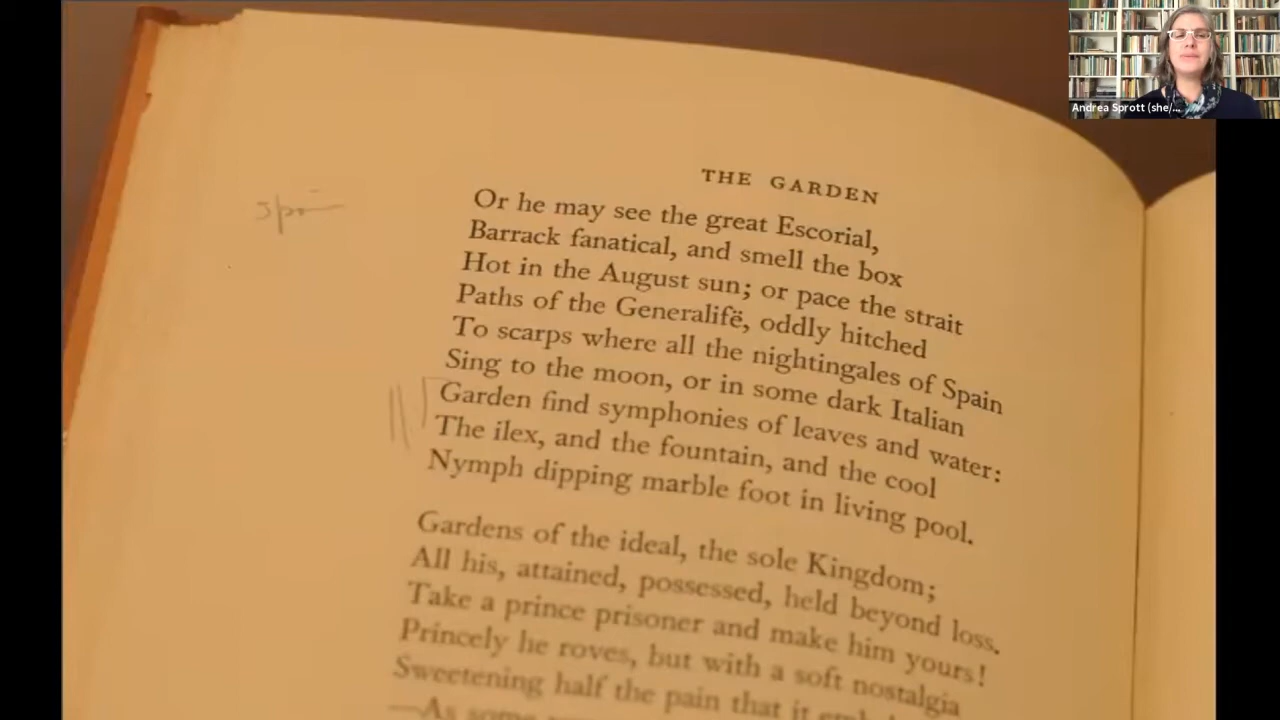 Andrea Sprott (she/...
THE GARDEN
Or he may see the great Escorial,
Barrack fanatical, and smell the box
Hot in the August sun; or pace the strait
Paths of the Generalifë, oddly hitched
To scarps where all the nightingales of Spain
Sing to the moon, or in some dark Italian
Garden find symphonies of leaves and water:
The ilex, and the fountain, and the cool
Nymph dipping marble foot in living pool.
Gardens of the ideal, the sole Kingdom;
All his, attained, possessed, held beyond loss.
Take a prince prisoner and make him yours!
Princely he roves, but with a soft nostalgia
Sweetening half the pain that it
—As some